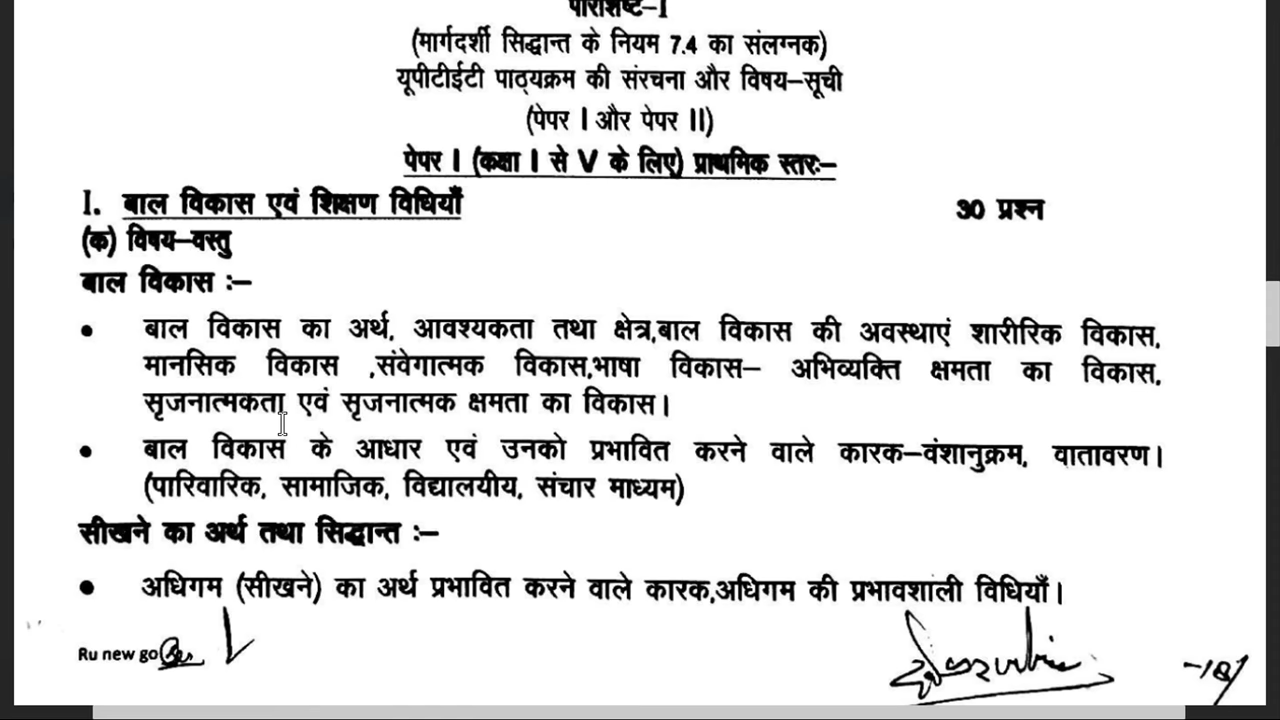 परिशिष्ट–I
(मार्गदर्शी सिद्धान्त के नियम 7.4 का संलग्नक)
यूपीटीईटी पाठ्यक्रम की संरचना और विषय–सूची
(पेपर I और पेपर II)
पेपर I (कक्षा I से V के लिए) प्राथमिक स्तरः–
I. बाल विकास एवं शिक्षण विधियाँ 30 प्रश्न
(क) विषय–वस्तु
बाल विकास :–
• बाल विकास का अर्थ, आवश्यकता तथा क्षेत्र,बाल विकास की अवस्थाएं शारीरिक विकास,
मानसिक विकास ,संवेगात्मक विकास,भाषा विकास– अभिव्यक्ति क्षमता का विकास,
सृजनात्मकता एवं सृजनात्मक क्षमता का विकास।
• बाल विकास के आधार एवं उनको प्रभावित करने वाले कारक–वंशानुक्रम, वातावरण।
(पारिवारिक, सामाजिक, विद्यालयीय, संचार माध्यम)
सीखने का अर्थ तथा सिद्धान्त :–
• अधिगम (सीखने) का अर्थ प्रभावित करने वाले कारक,अधिगम की प्रभावशाली विधियाँ।
Ru new go